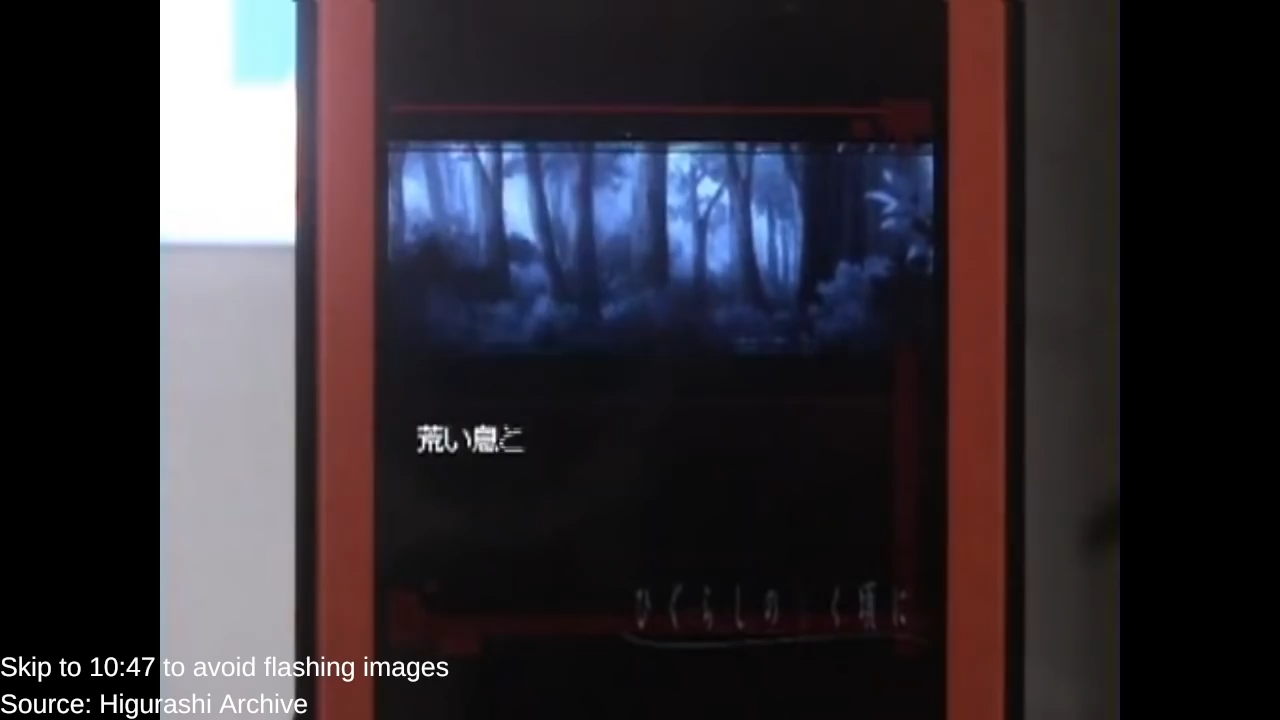 荒い息と
ひぐらしの く頃に
Skip to 10:47 to avoid flashing images
Source: Higurashi Archive